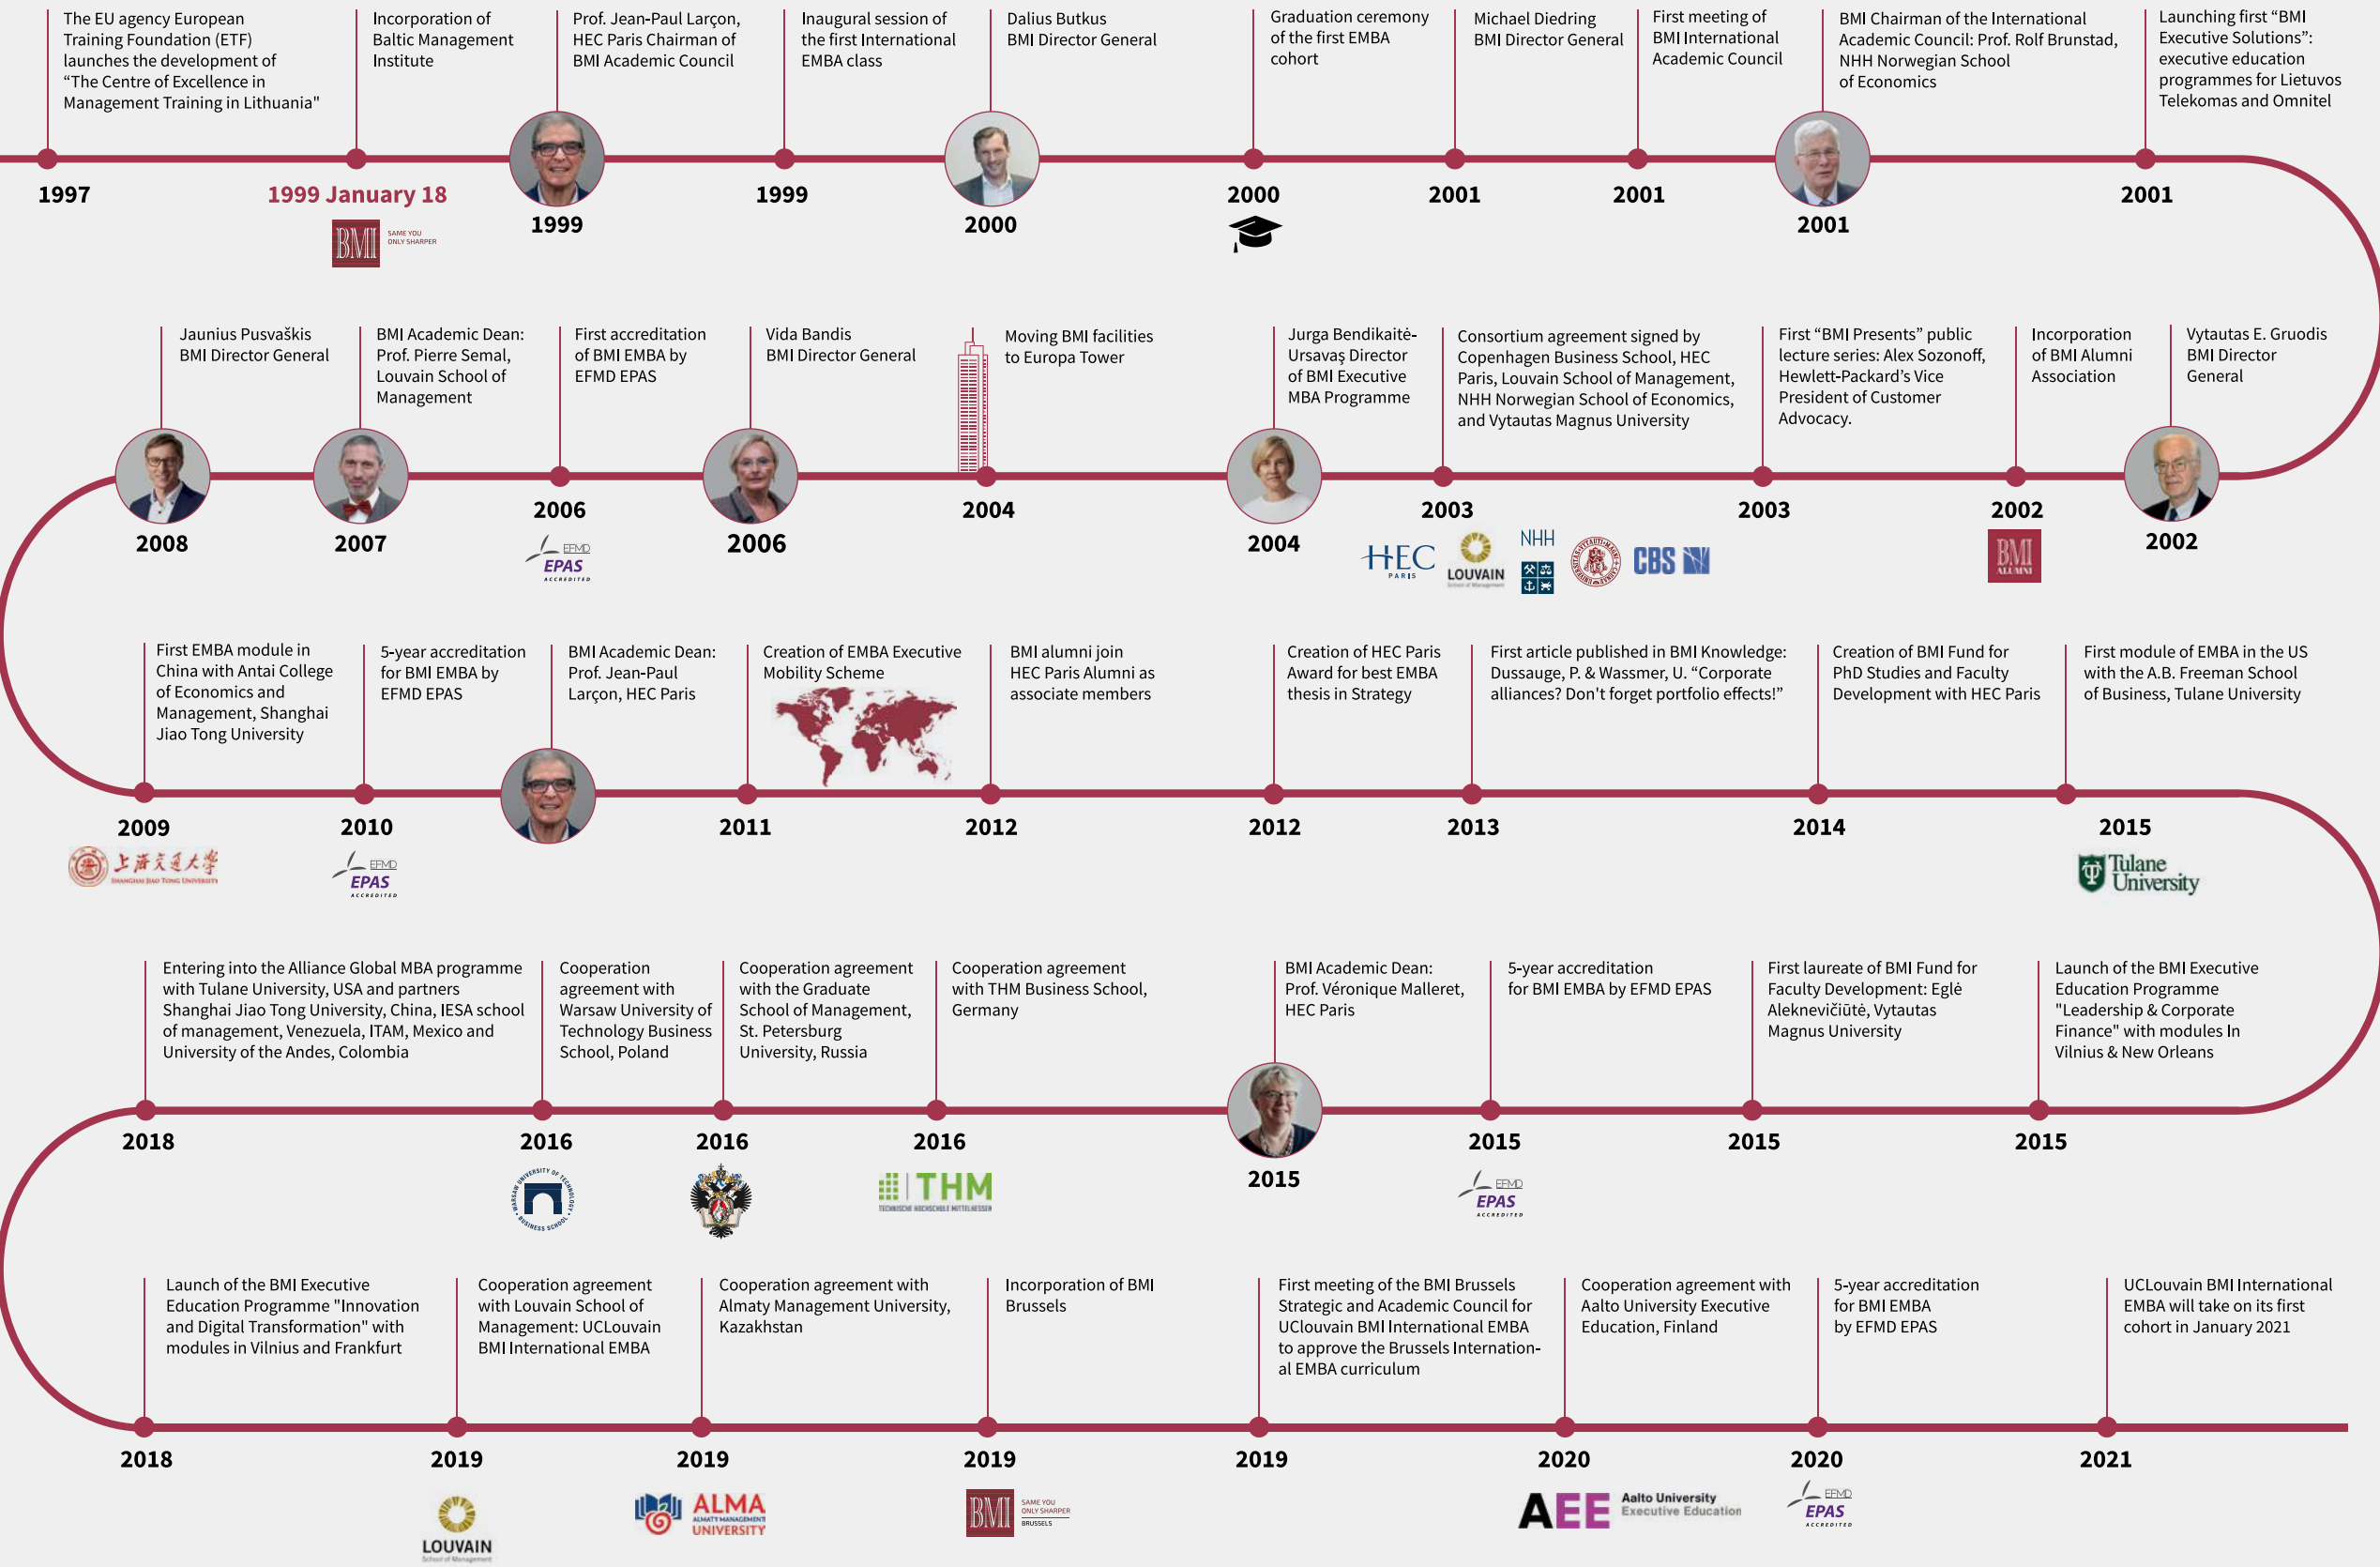 The EU agency European
Training Foundation (ETF)
launches the development of
“The Centre of Excellence in
Management Training in Lithuania"
1997
Incorporation of
Baltic Management
Institute
1999 January 18
BMI
SAME YOU
ONLY SHARPER
Prof. Jean-Paul Larçon,
HEC Paris Chairman of
BMI Academic Council
1999
Inaugural session of
the first International
EMBA class
1999
Dalius Butkus
BMI Director General
2000
Graduation ceremony
of the first EMBA
cohort
2000
Michael Diedring
BMI Director General
2001
First meeting of
BMI International
Academic Council
2001
BMI Chairman of the International
Academic Council: Prof. Rolf Brunstad,
NHH Norwegian School
of Economics
2001
Launching first “BMI
Executive Solutions”:
executive education
programmes for Lietuvos
Telekomas and Omnitel
2001
Jaunius Pusvaškis
BMI Director General
2008
BMI Academic Dean:
Prof. Pierre Semal,
Louvain School of
Management
2007
First accreditation
of BMI EMBA by
EFMD EPAS
2006
EFMD
EPAS
ACCREDITED
Vida Bandis
BMI Director General
2006
Moving BMI facilities
to Europa Tower
2004
Jurga Bendikaitė-
Ursavaş Director
of BMI Executive
MBA Programme
2004
Consortium agreement signed by
Copenhagen Business School, HEC
Paris, Louvain School of Management,
NHH Norwegian School of Economics,
and Vytautas Magnus University
2003
HEC
PARIS
LOUVAIN
School of Management
NHH
CBS
First “BMI Presents” public
lecture series: Alex Sozonoff,
Hewlett-Packard’s Vice
President of Customer
Advocacy.
2003
Incorporation
of BMI Alumni
Association
2002
BMI
ALUMNI
Vytautas E. Gruodis
BMI Director
General
2002
First EMBA module in
China with Antai College
of Economics and
Management, Shanghai
Jiao Tong University
2009
上海交通大学
SHANGHAI JIAO TONG UNIVERSITY
5-year accreditation
for BMI EMBA by
EFMD EPAS
2010
EFMD
EPAS
ACCREDITED
BMI Academic Dean:
Prof. Jean-Paul
Larçon, HEC Paris
Creation of EMBA Executive
Mobility Scheme
2011
BMI alumni join
HEC Paris Alumni as
associate members
2012
Creation of HEC Paris
Award for best EMBA
thesis in Strategy
2012
First article published in BMI Knowledge:
Dussauge, P. & Wassmer, U. “Corporate
alliances? Don't forget portfolio effects!”
2013
Creation of BMI Fund for
PhD Studies and Faculty
Development with HEC Paris
2014
First module of EMBA in the US
with the A.B. Freeman School
of Business, Tulane University
2015
Tulane
University
Entering into the Alliance Global MBA programme
with Tulane University, USA and partners
Shanghai Jiao Tong University, China, IESA school
of management, Venezuela, ITAM, Mexico and
University of the Andes, Colombia
2018
Cooperation
agreement with
Warsaw University of
Technology Business
School, Poland
2016
WARSAW UNIVERSITY OF TECHNOLOGY
BUSINESS SCHOOL
Cooperation agreement
with the Graduate
School of Management,
St. Petersburg
University, Russia
2016
Cooperation agreement
with THM Business School,
Germany
2016
THM
TECHNISCHE HOCHSCHULE MITTELHESSEN
BMI Academic Dean:
Prof. Véronique Malleret,
HEC Paris
2015
5-year accreditation
for BMI EMBA by EFMD EPAS
2015
EFMD
EPAS
ACCREDITED
First laureate of BMI Fund for
Faculty Development: Eglė
Aleknevičiūtė, Vytautas
Magnus University
2015
Launch of the BMI Executive
Education Programme
"Leadership & Corporate
Finance" with modules In
Vilnius & New Orleans
2015
Launch of the BMI Executive
Education Programme "Innovation
and Digital Transformation" with
modules in Vilnius and Frankfurt
2018
Cooperation agreement
with Louvain School of
Management: UCLouvain
BMI International EMBA
2019
LOUVAIN
School of Management
Cooperation agreement with
Almaty Management University,
Kazakhstan
2019
ALMA
ALMATY MANAGEMENT
UNIVERSITY
Incorporation of BMI
Brussels
2019
BMI
SAME YOU
ONLY SHARPER
BRUSSELS
First meeting of the BMI Brussels
Strategic and Academic Council for
UClouvain BMI International EMBA
to approve the Brussels Internation-
al EMBA curriculum
2019
Cooperation agreement with
Aalto University Executive
Education, Finland
2020
AEE
Aalto University
Executive Education
5-year accreditation
for BMI EMBA
by EFMD EPAS
2020
EFMD
EPAS
ACCREDITED
UCLouvain BMI International
EMBA will take on its first
cohort in January 2021
2021